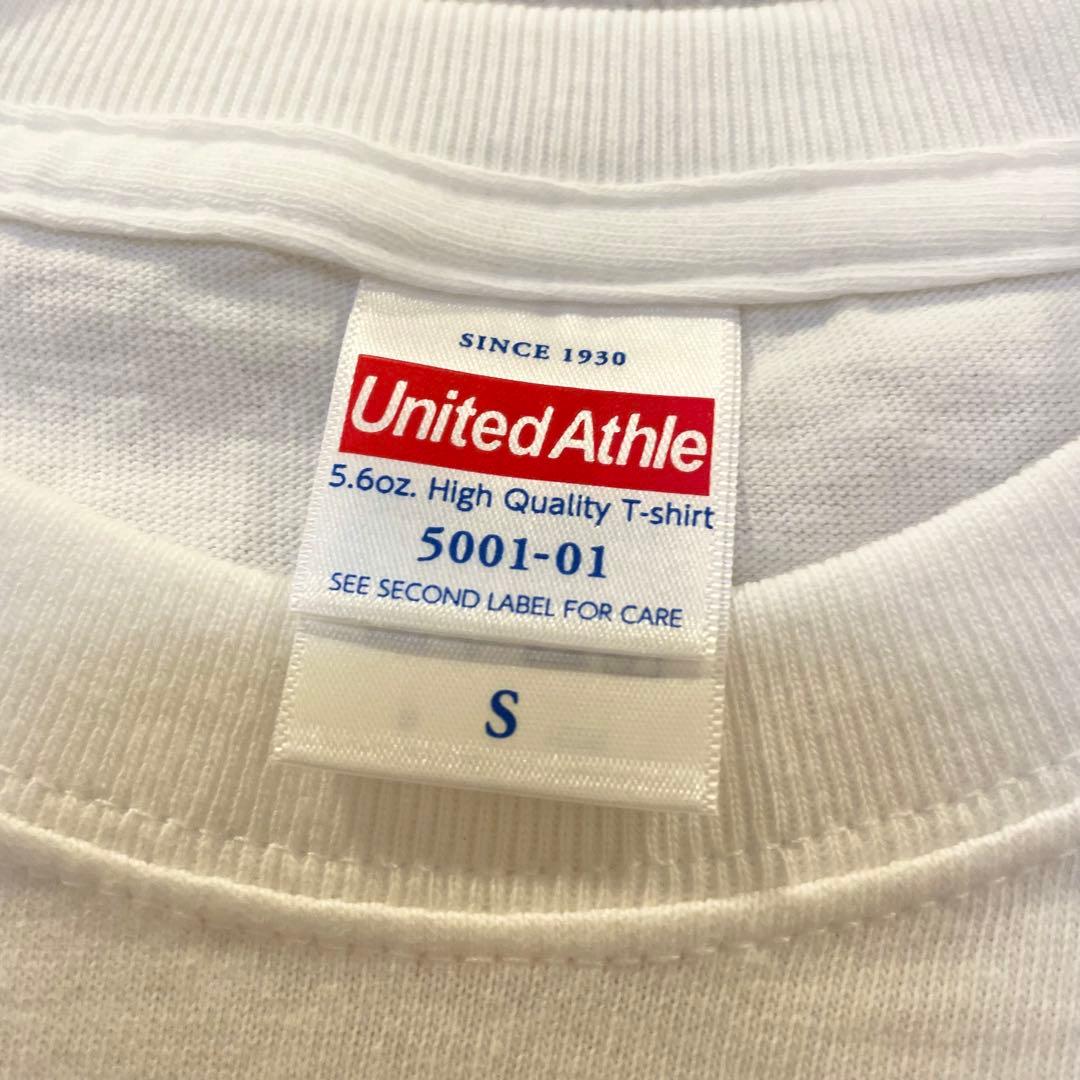 SINCE 1930
United Athle
5.6oz. High Quality T-shirt
5001-01
SEE SECOND LABEL FOR CARE
S